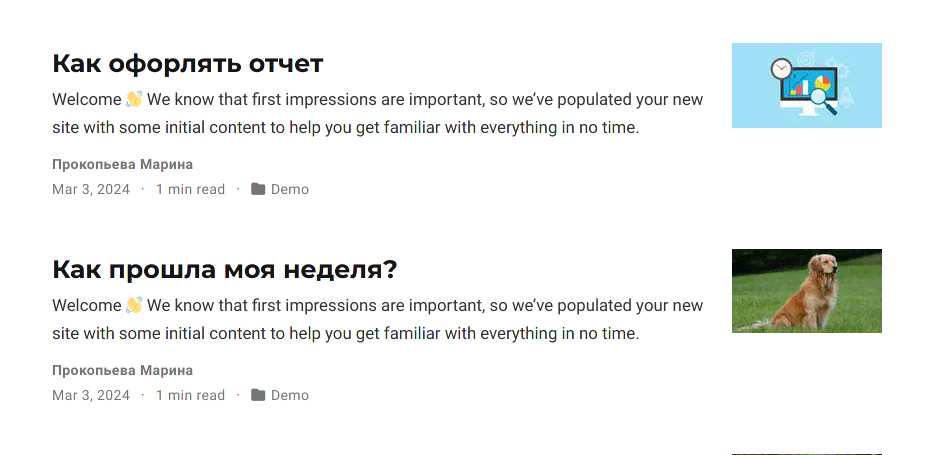 Как офорлять отчет
Welcome 👋 We know that first impressions are important, so we’ve populated your new
site with some initial content to help you get familiar with everything in no time.
Прокопьева Марина
Mar 3, 2024 · 1 min read · Demo
Как прошла моя неделя?
Welcome 👋 We know that first impressions are important, so we’ve populated your new
site with some initial content to help you get familiar with everything in no time.
Прокопьева Марина
Mar 3, 2024 · 1 min read · Demo